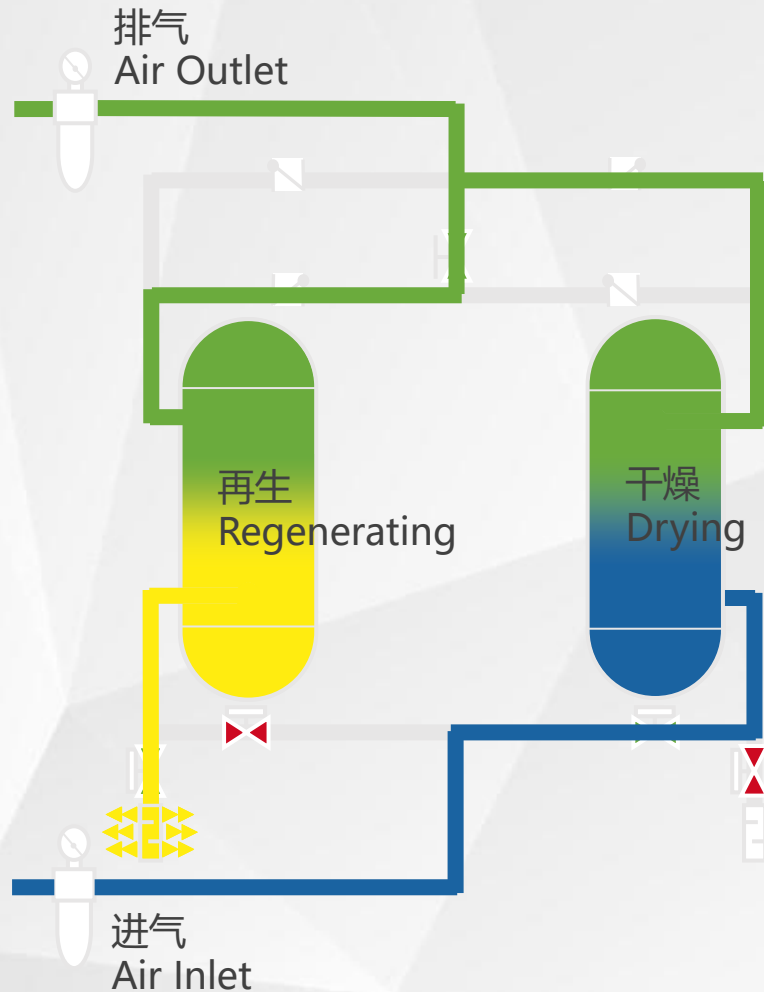 排气
Air Outlet
再生
Regenerating
干燥
Drying
进气
Air Inlet